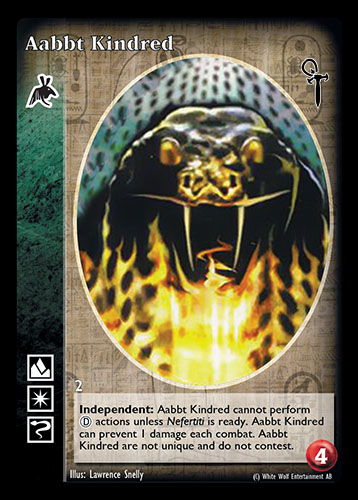 Aabbt Kindred
2
Independent: Aabbt Kindred cannot perform
Ⓓ actions unless Nefertiti is ready. Aabbt Kindred
can prevent 1 damage each combat. Aabbt
Kindred are not unique and do not contest.
4
Illus: Lawrence Snelly
(C) White Wolf Entertainment AB